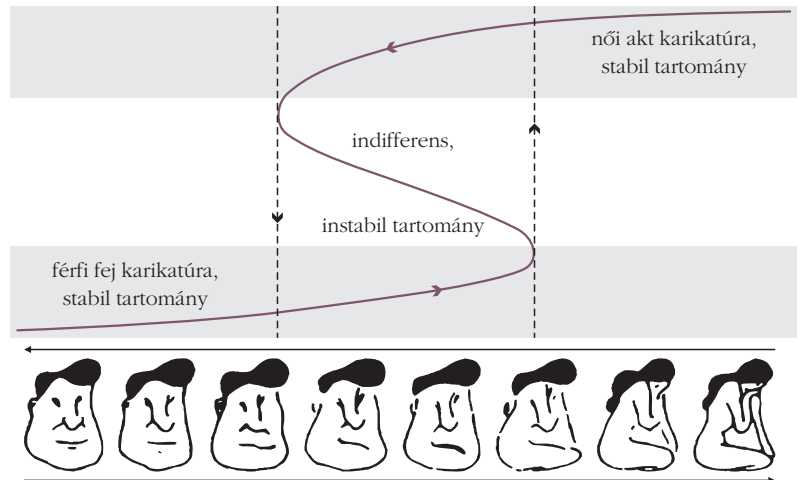 női akt karikatúra,
stabil tartomány
indifferens,
instabil tartomány
férfi fej karikatúra,
stabil tartomány